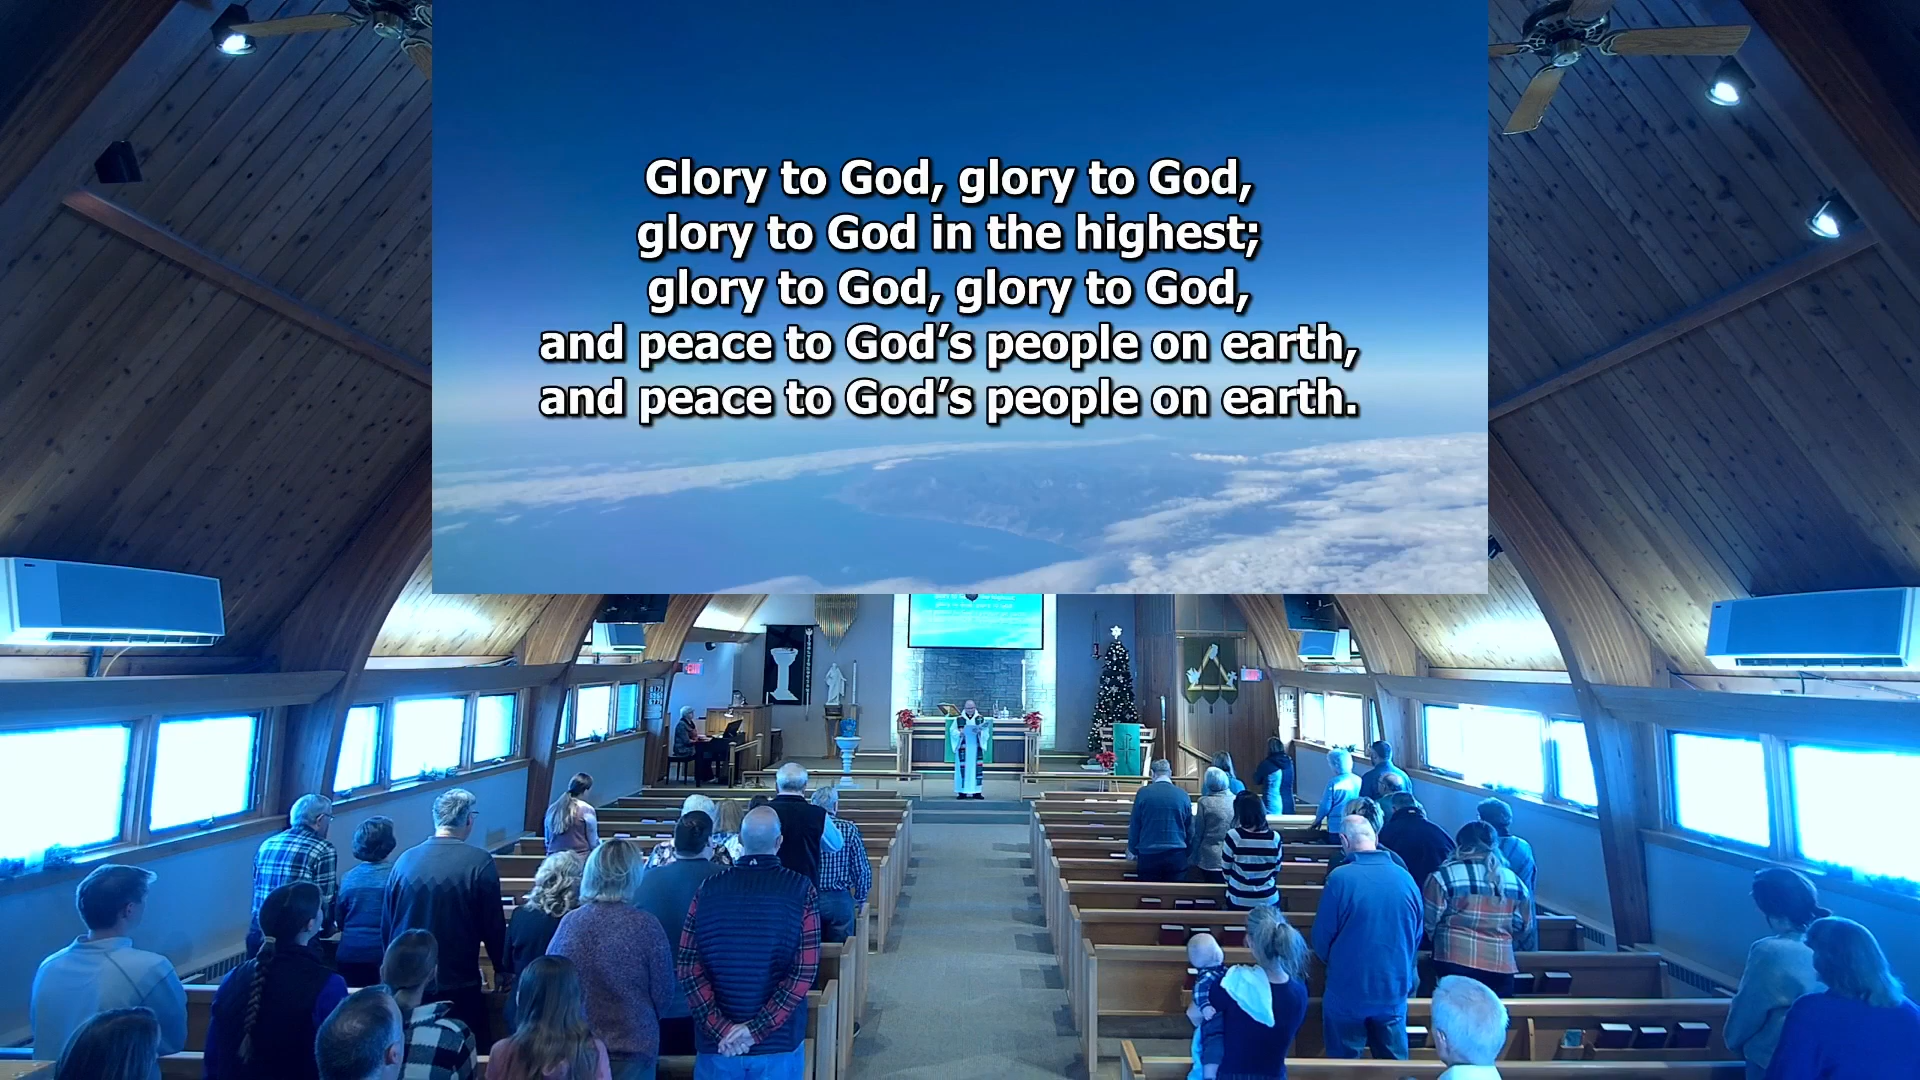 Glory to God, glory to God,
glory to God in the highest;
glory to God, glory to God,
and peace to God’s people on earth,
and peace to God’s people on earth.
EXIT